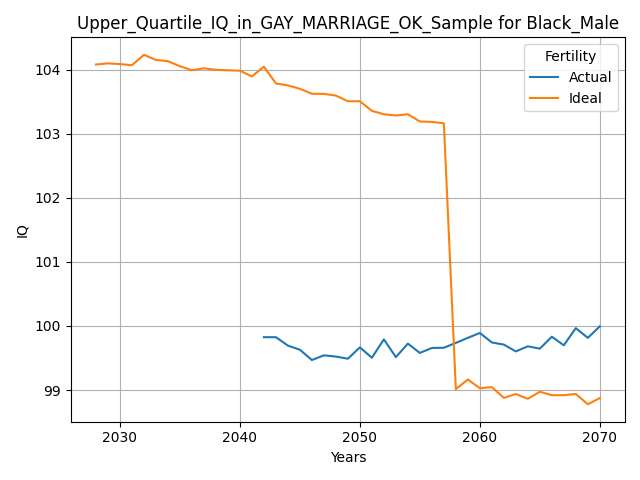 Upper_Quartile_IQ_in_GAY_MARRIAGE_OK_Sample for Black_Male
Fertility
Actual
Ideal
104
103
102
101
100
99
IQ
2030 2040 2050 2060 2070
Years